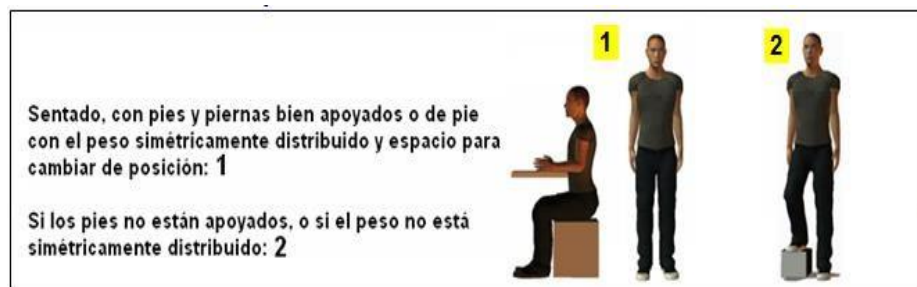 1
2
Sentado, con pies y piernas bien apoyados o de pie
con el peso simétricamente distribuido y espacio para
cambiar de posición: 1
Si los pies no están apoyados, o si el peso no está
simétricamente distribuido: 2